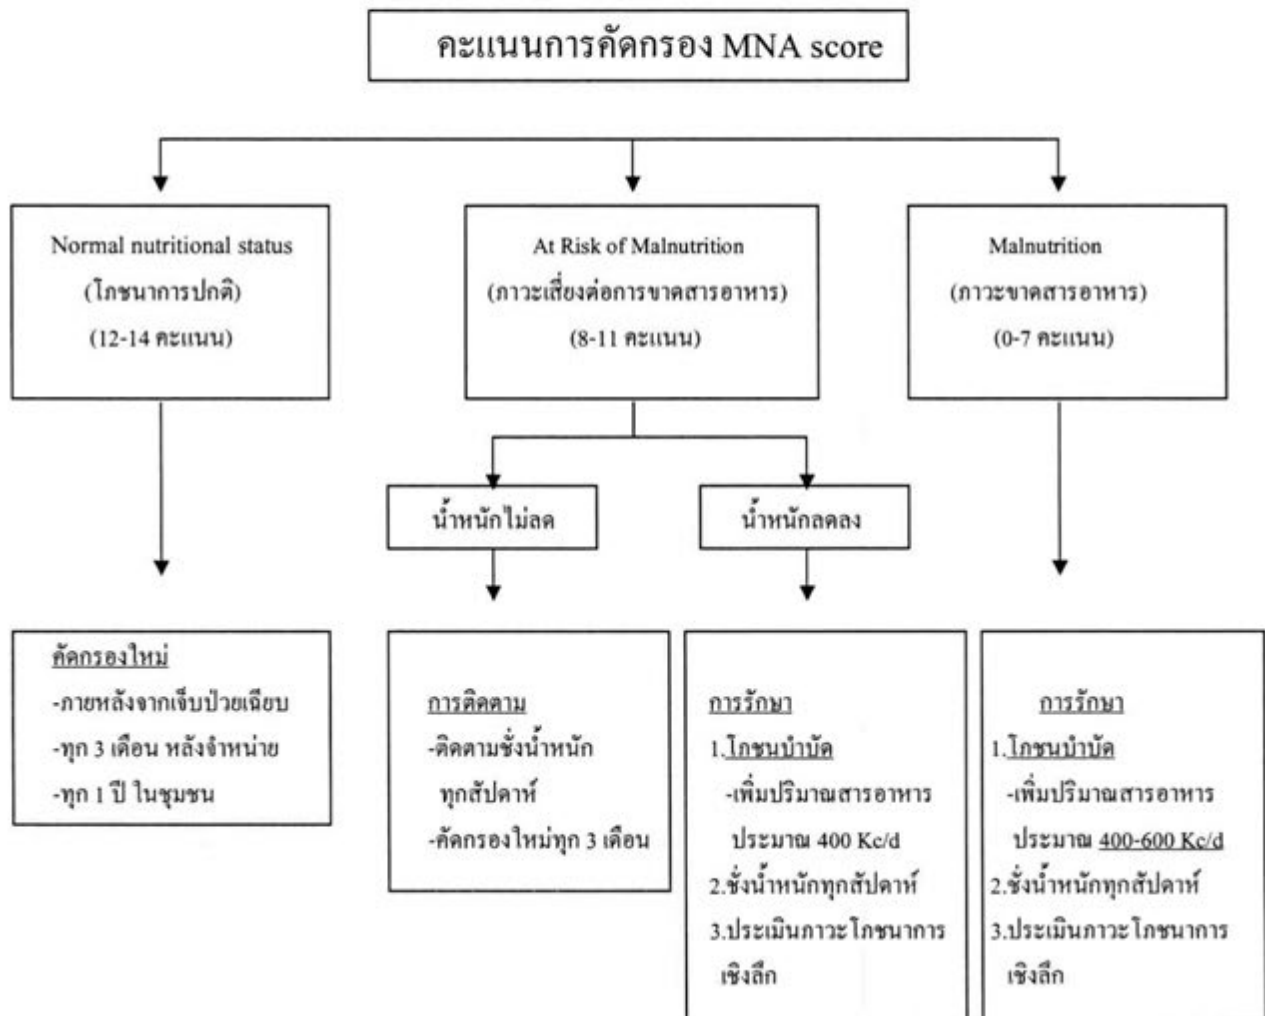 คะแนนการคัดกรอง MNA score
Normal nutritional status
(โภชนาการปกติ)
(12-14 คะแนน)
At Risk of Malnutrition
(ภาวะเสี่ยงต่อการขาดสารอาหาร)
(8-11 คะแนน)
Malnutrition
(ภาวะขาดสารอาหาร)
(0-7 คะแนน)
น้ำหนักไม่ลด
น้ำหนักลดลง
คัดกรองใหม่
-ภายหลังจากเจ็บป่วยเฉียบ
-ทุก 3 เดือน หลังจำหน่าย
-ทุก 1 ปี ในชุมชน
การติดตาม
-ติดตามชั่งน้ำหนัก
ทุกสัปดาห์
-คัดกรองใหม่ทุก 3 เดือน
การรักษา
1.โภชนบำบัด
-เพิ่มปริมาณสารอาหาร
ประมาณ 400 Kc/d
2.ชั่งน้ำหนักทุกสัปดาห์
3.ประเมินภาวะโภชนาการ
เชิงลึก
การรักษา
1.โภชนบำบัด
-เพิ่มปริมาณสารอาหาร
ประมาณ 400-600 Kc/d
2.ชั่งน้ำหนักทุกสัปดาห์
3.ประเมินภาวะโภชนาการ
เชิงลึก